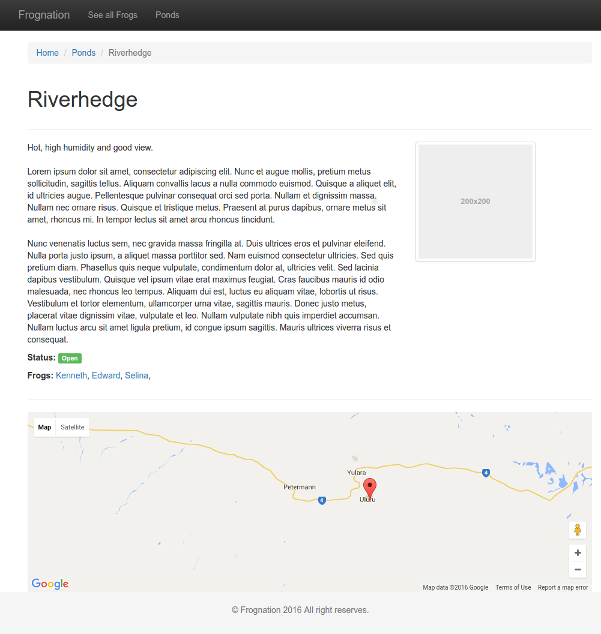 Frognation See all Frogs Ponds
Home / Ponds / Riverhedge
Riverhedge
Hot, high humidity and good view.
Lorem ipsum dolor sit amet, consectetur adipiscing elit. Nunc et augue mollis, pretium metus
sollicitudin, sagittis tellus. Aliquam convallis lacus a nulla commodo euismod. Quisque a aliquet elit,
id ultricies augue. Pellentesque pulvinar consequat orci sed porta. Nullam et dignissim massa.
Nullam nec ornare risus. Quisque et tristique metus. Praesent at purus dapibus, ornare metus sit
amet, rhoncus mi. In tempor lectus sit amet arcu rhoncus tincidunt.
200x200
Nunc venenatis luctus sem, nec gravida massa fringilla at. Duis ultrices eros et pulvinar eleifend.
Nulla porta justo ipsum, a aliquet massa porttitor sed. Nam euismod consectetur ultricies. Sed quis
pretium diam. Phasellus quis neque vulputate, condimentum dolor at, ultricies velit. Sed lacinia
dapibus vestibulum. Quisque vel ipsum vitae erat maximus feugiat. Cras faucibus mauris id odio
malesuada, nec rhoncus leo tempus. Aliquam dui est, luctus eu aliquam vitae, lobortis ut risus.
Vestibulum et tortor elementum, ullamcorper urna vitae, sagittis mauris. Donec justo metus,
placerat vitae dignissim vitae, vulputate et leo. Nullam vulputate nibh quis imperdiet accumsan.
Nullam luctus arcu sit amet ligula pretium, id congue ipsum sagittis. Mauris ultrices viverra risus et
consequat.
Status: Open
Frogs: Kenneth, Edward, Selina,
Map Satellite
Yulara
Petermann
4
4
Uluru
Google
Map data ©2016 Google Terms of Use Report a map error
© Frognation 2016 All right reserves.